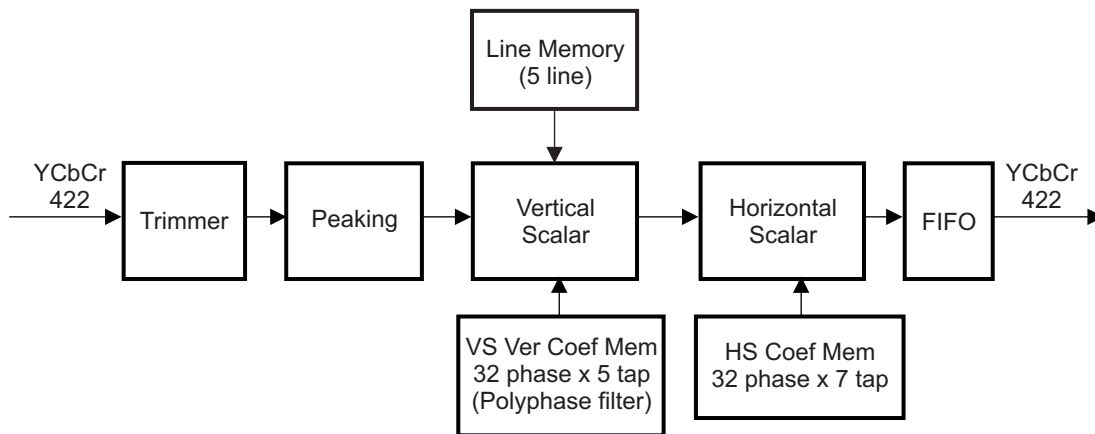 Line Memory
(5 line)
YCbCr
422
Trimmer
Peaking
Vertical
Scalar
Horizontal
Scalar
FIFO
YCbCr
422
VS Ver Coef Mem
32 phase x 5 tap
(Polyphase filter)
HS Coef Mem
32 phase x 7 tap